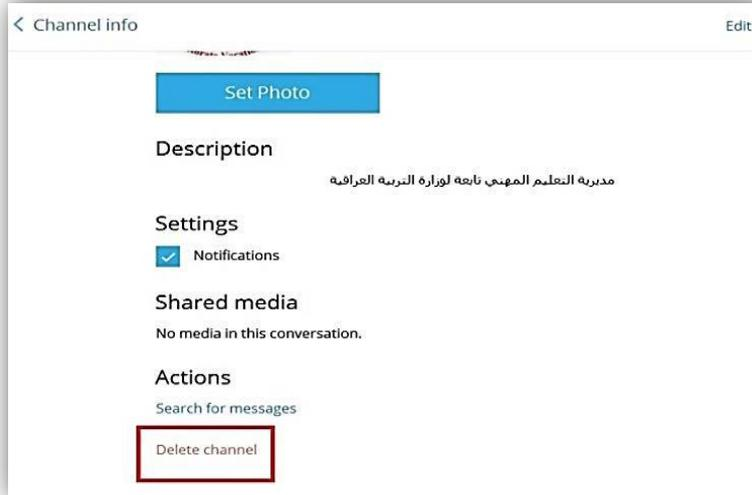 Channel info
Edit
Set Photo
Description
مديرية التعليم المهني تابعة لوزارة التربية العراقية
Settings
Notifications
Shared media
No media in this conversation.
Actions
Search for messages
Delete channel